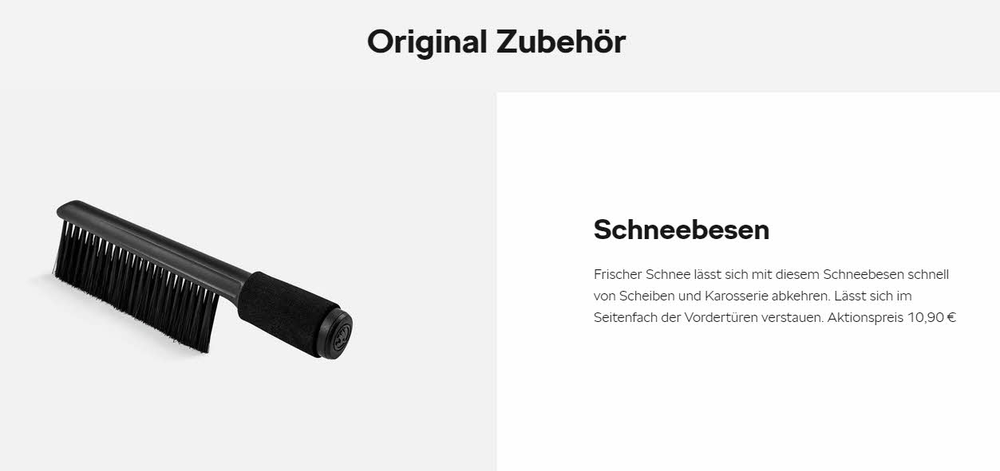 Original Zubehör
Schneebesen
Frischer Schnee lässt sich mit diesem Schneebesen schnell
von Scheiben und Karosserie abkehren. Lässt sich im
Seitenfach der Vordertüren verstauen. Aktionspreis 10,90 €